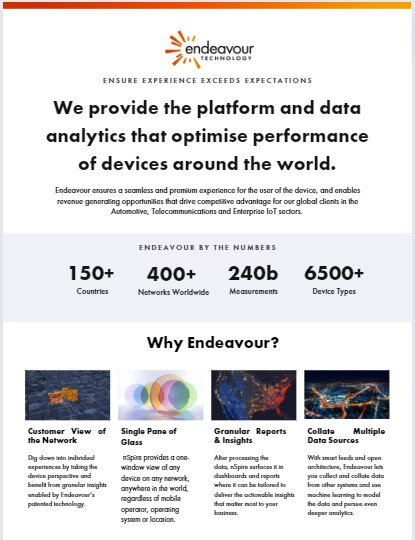 endeavour
TECHNOLOGY
ENSURE EXPERIENCE EXCEEDS EXPECTATIONS
We provide the platform and data
analytics that optimise performance
of devices around the world.
Endeavour ensures a seamless and premium experience for the user of the device, and enables
revenue generating opportunities that drive competitive advantage for our global clients in the
Automotive, Telecommunications and Enterprise IoT sectors.
ENDEAVOUR BY THE NUMBERS
150+ 400+ 240b 6500+
Countries Networks Worldwide Measurements Device Types
Why Endeavour?
Customer View of
the Network
Dig down into individual
experiences by taking the
device perspective and
benefit from granular insights
enabled by Endeavour's
patented technology.
Single Pane of
Glass
nSpire provides a one-
window view of any
device on any network,
anywhere in the world,
regardless of mobile
operator, operating
system or location.
Granular Reports
& Insights
After processing the
data, nSpire surfaces it in
dashboards and reports
where it can be tailored to
deliver the actionable insights
that matter most to your
business.
Collate Multiple
Data Sources
With smart feeds and open
architecture, Endeavour lets
you collect and collate data
from other systems and use
machine learning to model
the data and pursue even
deeper analytics.